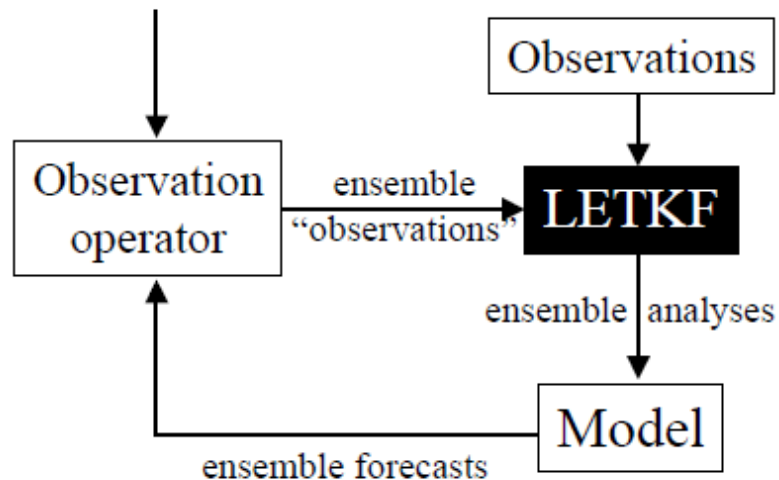 Observations
Observation
operator
ensemble
“observations”
LETKF
ensemble analyses
Model
ensemble forecasts